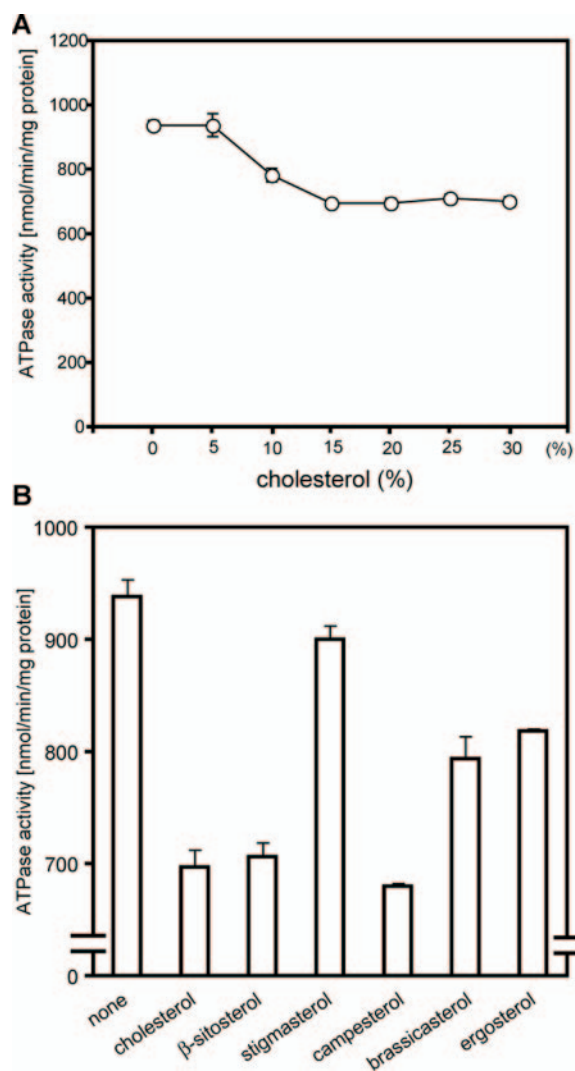 A
ATPase activity [nmol/min/mg protein]
1200
1000
800
600
400
200
0
0 5 10 15 20 25 30 (%)
cholesterol (%)
B
ATPase activity [nmol/min/mg protein]
1000
900
800
700
0
none
cholesterol
β-sitosterol
stigmasterol
campesterol
brassicasterol
ergosterol